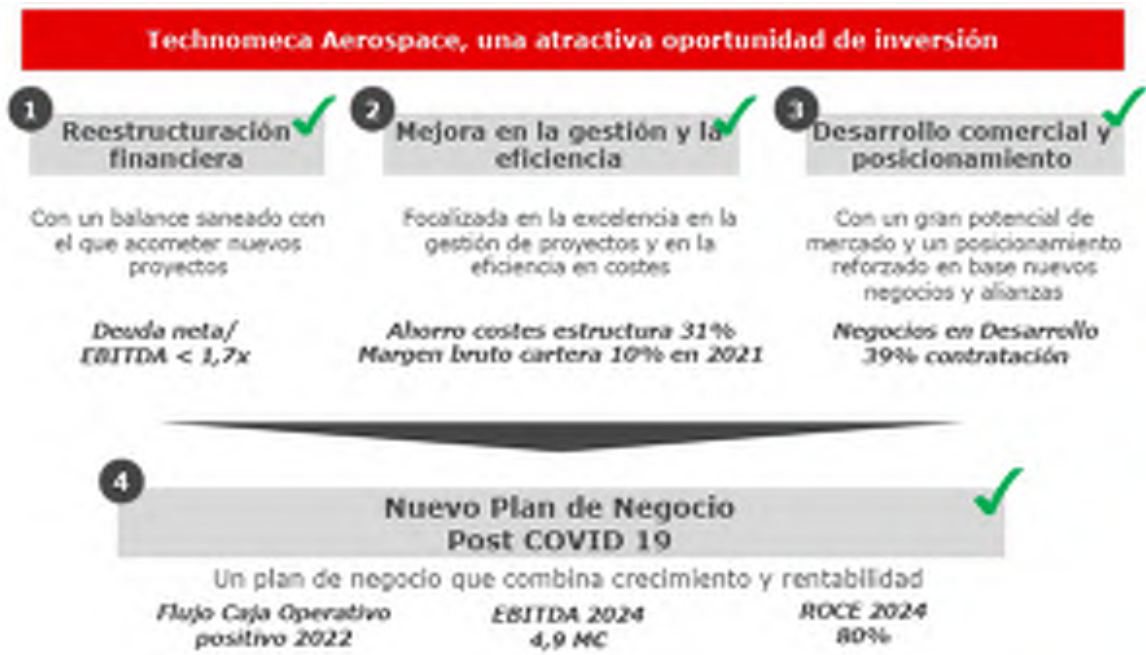 Technomeca Aerospace, una atractiva oportunidad de inversión
1
Reestructuración
financiera
Con un balance saneado con
el que acometer nuevos
proyectos
Deuda neta/
EBITDA < 1,7x
2
Mejora en la gestión y la
eficiencia
Focalizada en la excelencia en la
gestión de proyectos y en la
eficiencia en costes
Ahorro costes estructura 31%
Margen bruto cartera 10% en 2021
3
Desarrollo comercial y
posicionamiento
Con un gran potencial de
mercado y un posicionamiento
reforzado en base nuevos
negocios y alianzas
Negocios en Desarrollo
39% contratación
4
Nuevo Plan de Negocio
Post COVID 19
Un plan de negocio que combina crecimiento y rentabilidad
Flujo Caja Operativo
positivo 2022
EBITDA 2024
4,9 M€
ROCE 2024
80%